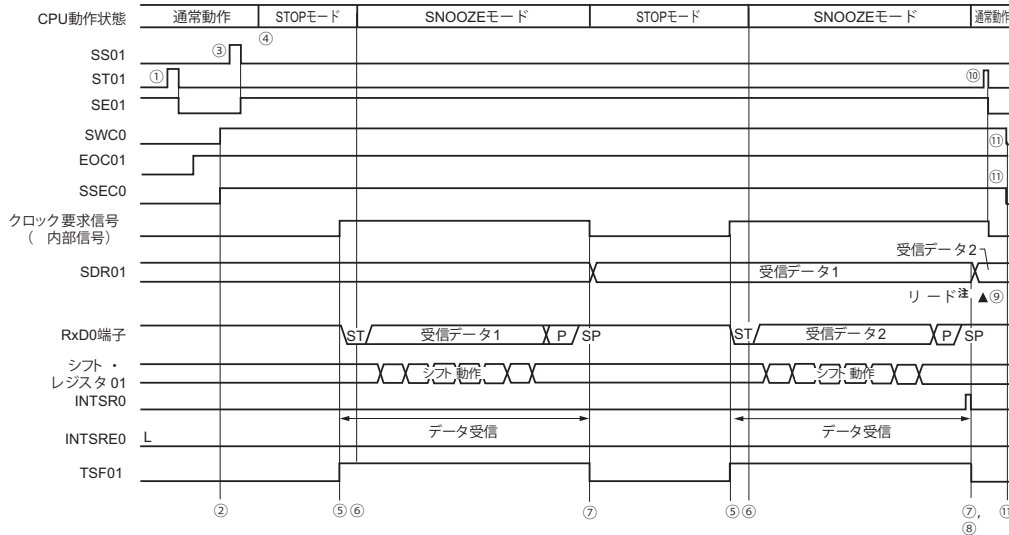 CPU動作状態 通常動作 STOPモード SNOOZEモード STOPモード SNOOZEモード 通常動作
④
SS01 ③
ST01 ① ⑩
SE01
SWC0 ⑪
EOC01
SSEC0 ⑪
クロック要求信号
( 内部信号)
受信データ2
SDR01 受信データ1
リード注 ▲⑨
RxD0端子 ST 受信データ1 P SP ST 受信データ2 P SP
シフト・
レジスタ01 シフト動作 シフト動作
INTSR0
データ受信 データ受信
INTSRE0 L
TSF01
② ⑤⑥ ⑦ ⑤⑥ ⑦, ⑪
⑧